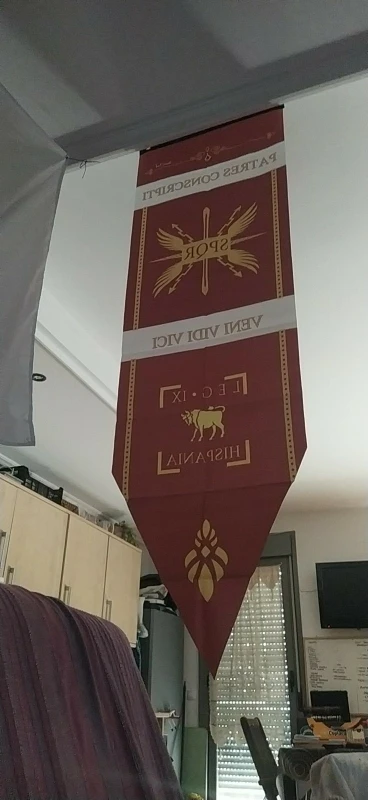 PATRES CONSCRIPTI
SPQR
VENI VIDI VICI
LEG • IX
HISPANIA